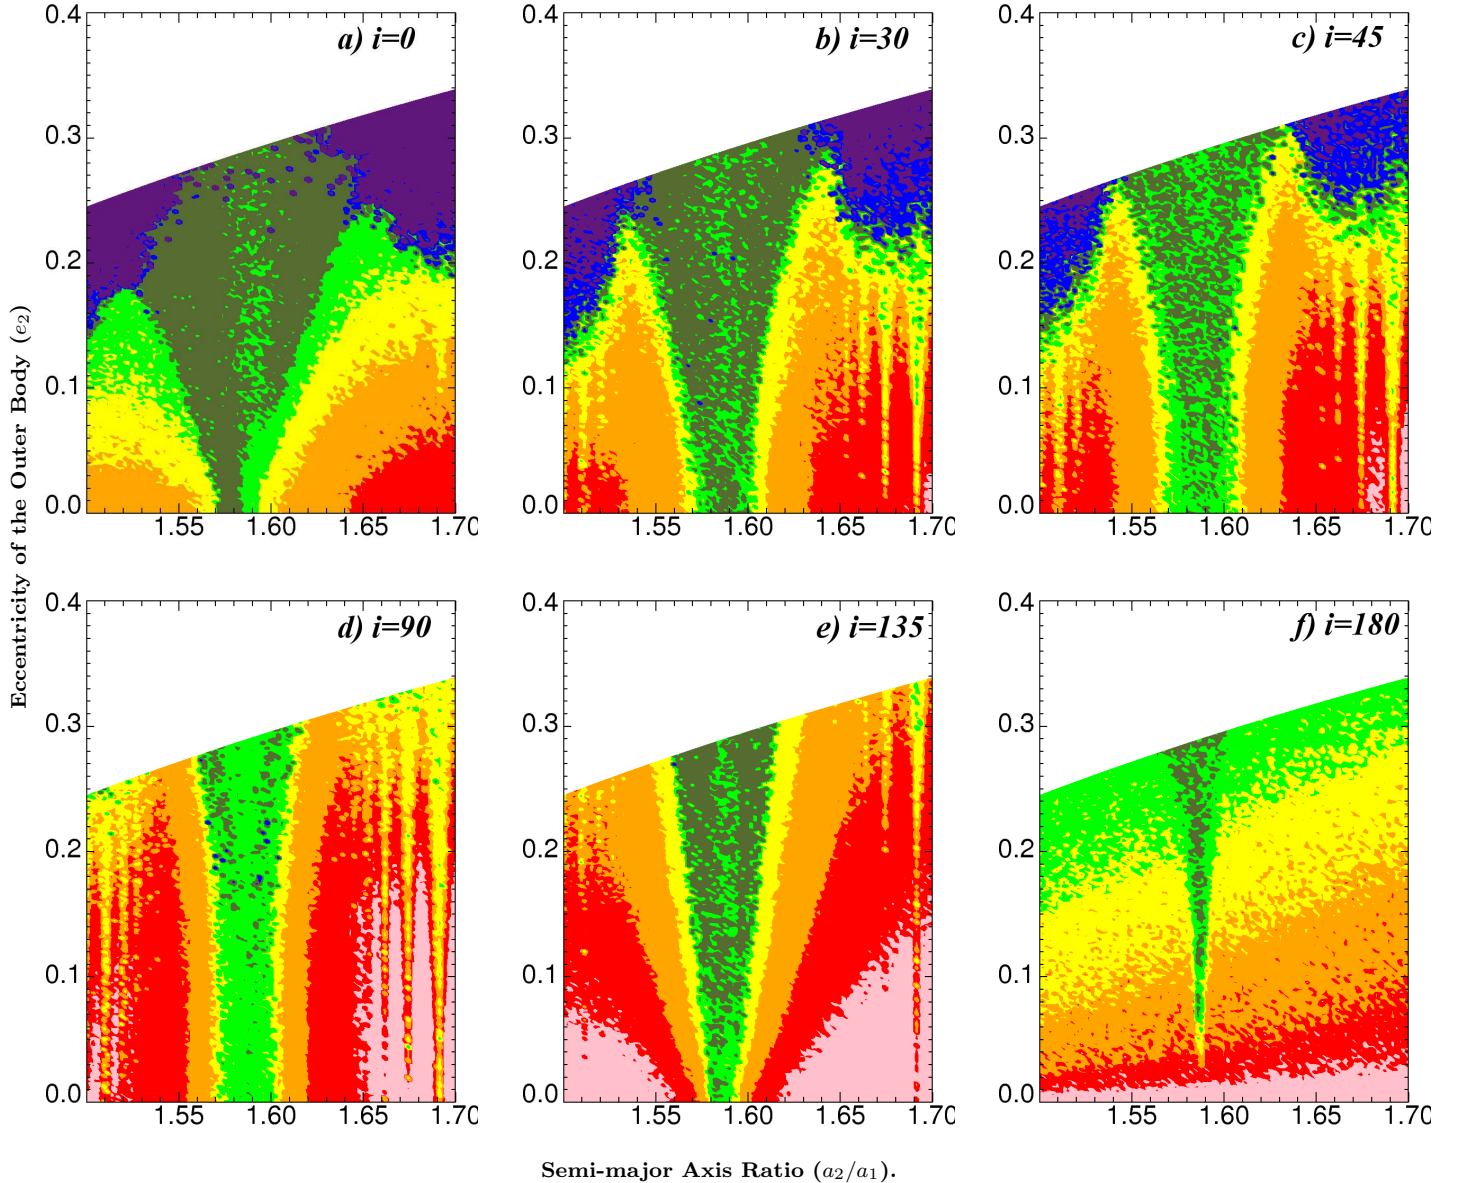 a) i=0
b) i=30
c) i=45
0.4 0.4 0.4
0.3 0.3 0.3
0.2 0.2 0.2
0.1 0.1 0.1
0.0 0.0 0.0
1.55 1.60 1.65 1.70 1.55 1.60 1.65 1.70 1.55 1.60 1.65 1.70
Eccentricity of the Outer Body (e₂)
d) i=90
e) i=135
f) i=180
0.4 0.4 0.4
0.3 0.3 0.3
0.2 0.2 0.2
0.1 0.1 0.1
0.0 0.0 0.0
1.55 1.60 1.65 1.70 1.55 1.60 1.65 1.70 1.55 1.60 1.65 1.70
Semi-major Axis Ratio (a₂/a₁).